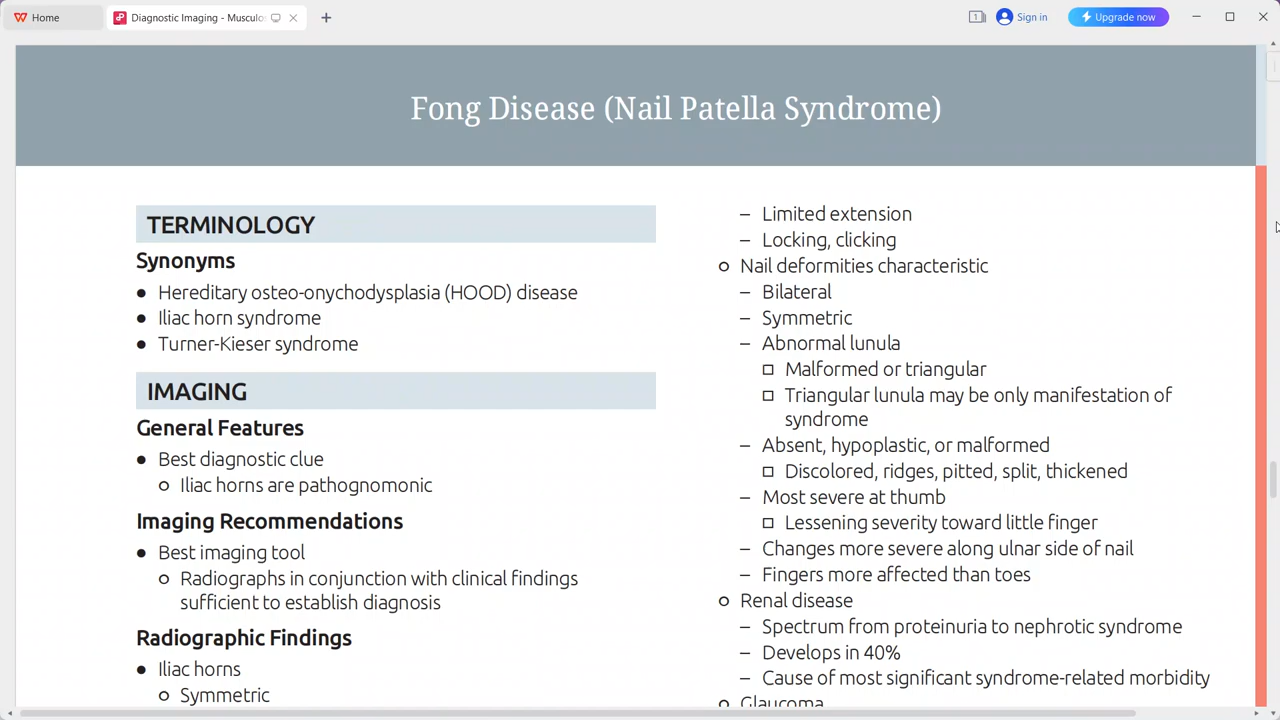 Home
Diagnostic Imaging - Musculos
1
Sign in
Upgrade now
Fong Disease (Nail Patella Syndrome)
TERMINOLOGY
Synonyms
● Hereditary osteo-onychodysplasia (HOOD) disease
● Iliac horn syndrome
● Turner-Kieser syndrome
IMAGING
General Features
● Best diagnostic clue
○ Iliac horns are pathognomonic
Imaging Recommendations
● Best imaging tool
○ Radiographs in conjunction with clinical findings
sufficient to establish diagnosis
Radiographic Findings
● Iliac horns
○ Symmetric
– Limited extension
– Locking, clicking
○ Nail deformities characteristic
– Bilateral
– Symmetric
– Abnormal lunula
□ Malformed or triangular
□ Triangular lunula may be only manifestation of
syndrome
– Absent, hypoplastic, or malformed
□ Discolored, ridges, pitted, split, thickened
– Most severe at thumb
□ Lessening severity toward little finger
– Changes more severe along ulnar side of nail
– Fingers more affected than toes
○ Renal disease
– Spectrum from proteinuria to nephrotic syndrome
– Develops in 40%
– Cause of most significant syndrome-related morbidity
○ Glaucoma